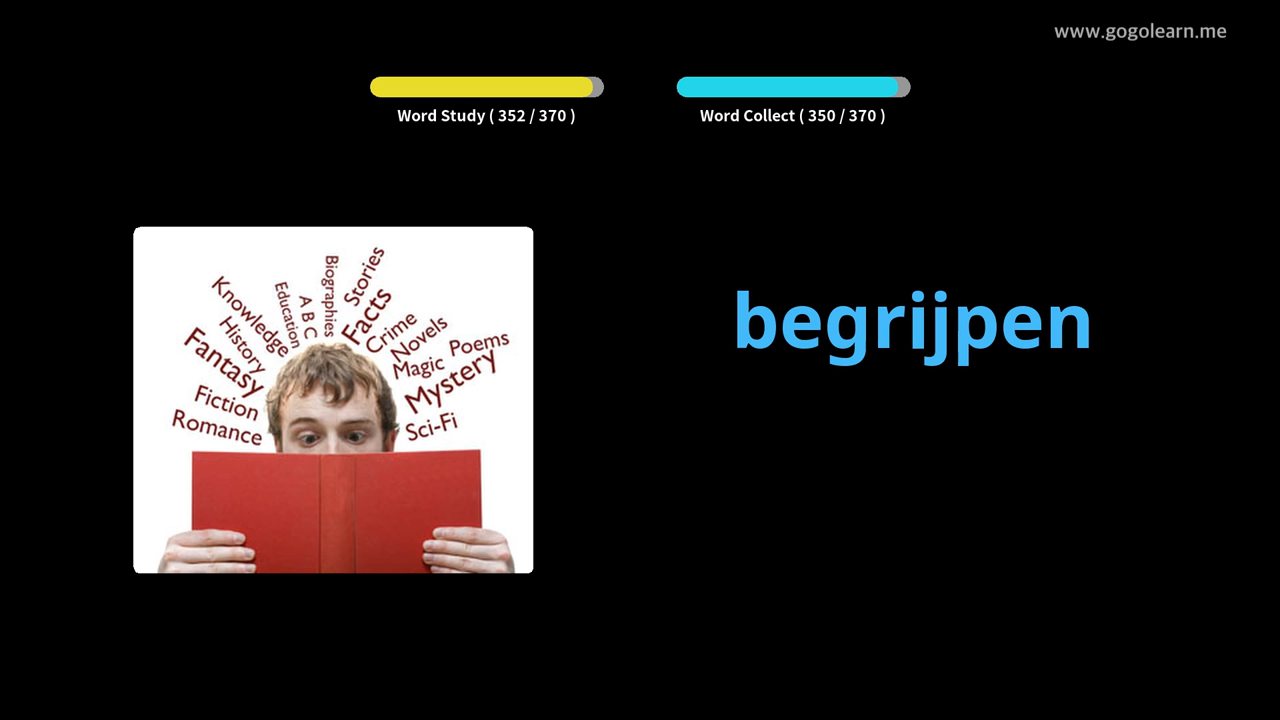 www.gogolearn.me
Word Study ( 352 / 370 )
Word Collect ( 350 / 370 )
Biographies
Stories
Education
A B C
Facts
Knowledge
History
Crime
Novels
Fantasy
Magic
Poems
Mystery
Fiction
Romance
Sci-Fi
begrijpen